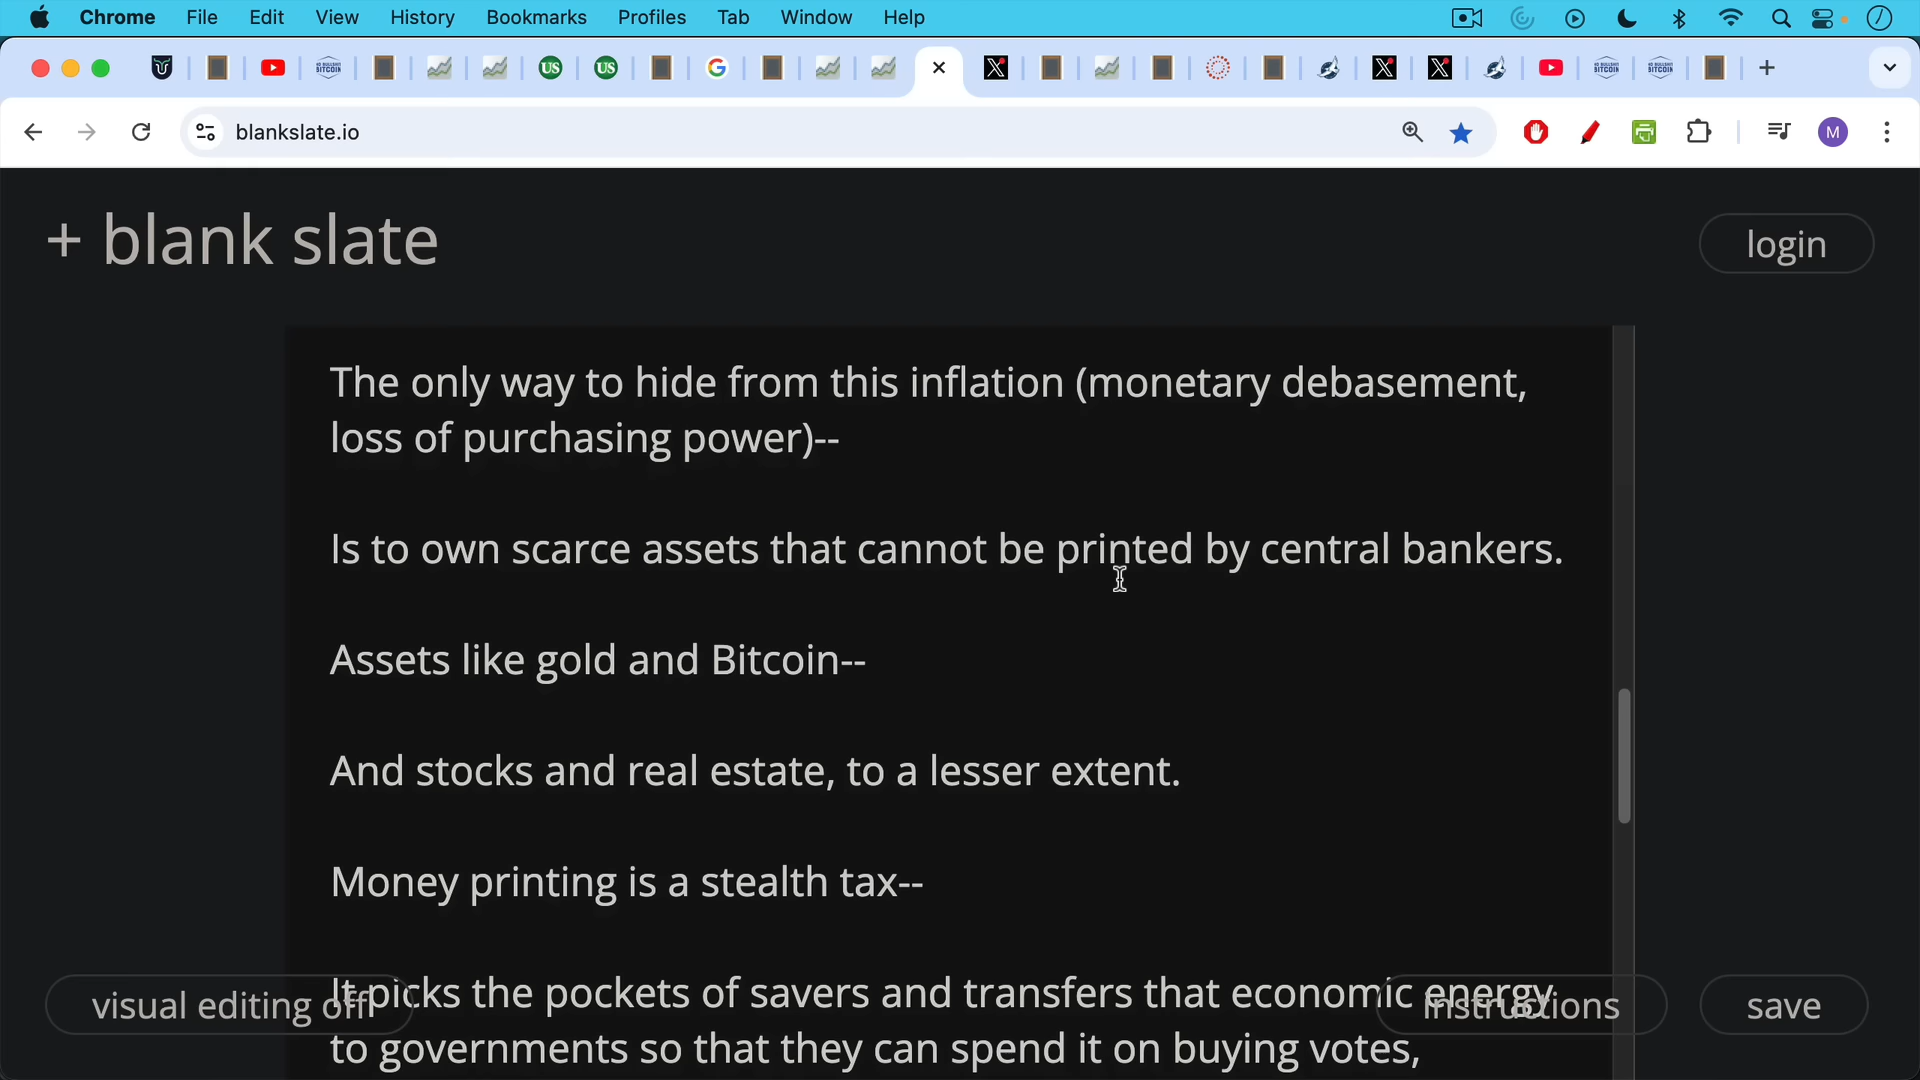 Chrome File Edit View History Bookmarks Profiles Tab Window Help
blankslate.io
M
+ blank slate
login
The only way to hide from this inflation (monetary debasement,
loss of purchasing power)--
Is to own scarce assets that cannot be printed by central bankers.
Assets like gold and Bitcoin--
And stocks and real estate, to a lesser extent.
Money printing is a stealth tax--
It picks the pockets of savers and transfers that economic energy
to governments so that they can spend it on buying votes,
visual editing off
instructions
save